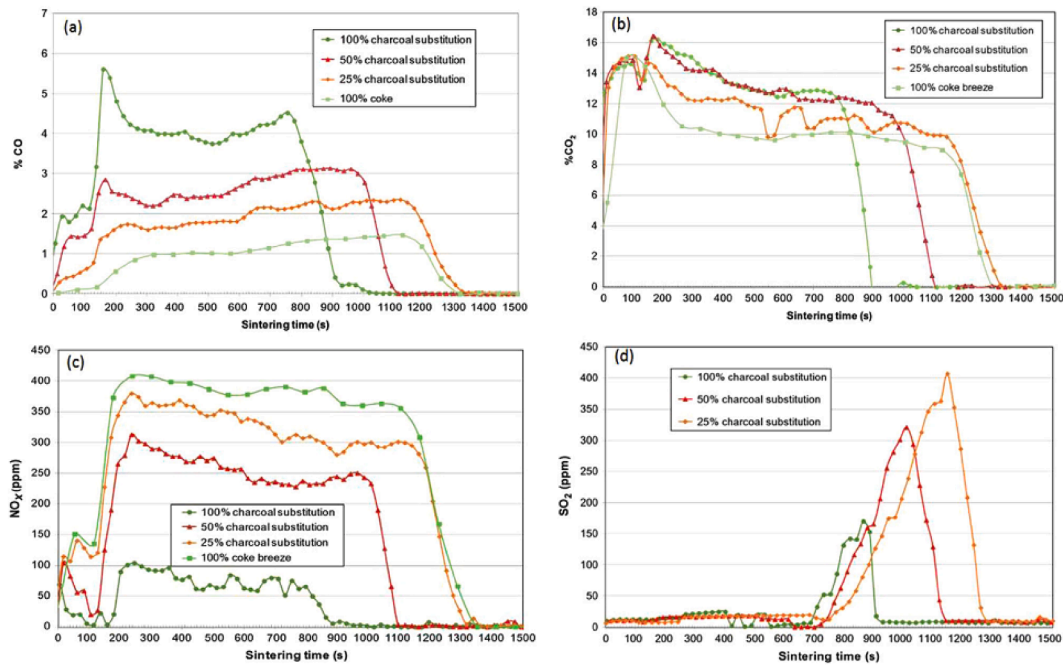 (a)
100% charcoal substitution
50% charcoal substitution
25% charcoal substitution
100% coke
7
6
5
4
3
2
1
0
% CO
0 100 200 300 400 500 600 700 800 900 1000 1100 1200 1300 1400 1500
Sintering time (s)
(b)
100% charcoal substitution
50% charcoal substitution
25% charcoal substitution
100% coke breeze
18
16
14
12
10
8
6
4
2
0
%CO2
0 100 200 300 400 500 600 700 800 900 1000 1100 1200 1300 1400 1500
Sintering time (s)
(c)
100% charcoal substitution
50% charcoal substitution
25% charcoal substitution
100% coke breeze
450
400
350
300
250
200
150
100
50
0
NOX(ppm)
0 100 200 300 400 500 600 700 800 900 1000 1100 1200 1300 1400 1500
Sintering time (s)
(d)
100% charcoal substitution
50% charcoal substitution
25% charcoal substitution
450
400
350
300
250
200
150
100
50
0
SO2 (ppm)
0 100 200 300 400 500 600 700 800 900 1000 1100 1200 1300 1400 1500
Sintering time (s)